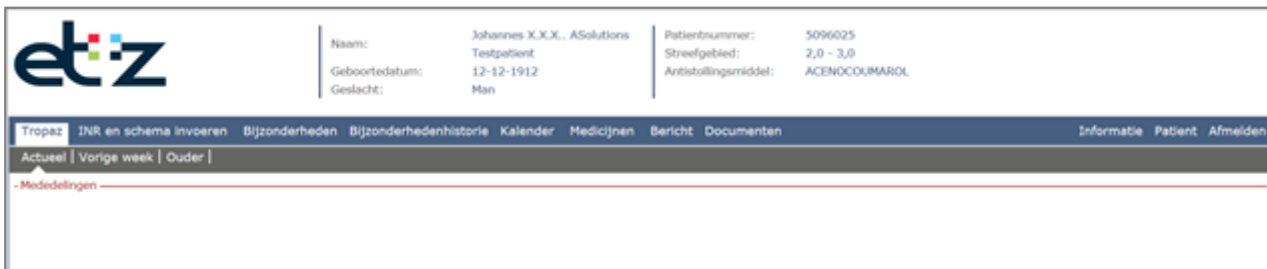 etz
Naam: Johannes X.X.X., ASolutions
Testpatient
Geboortedatum: 12-12-1912
Geslacht: Man
Patientnummer: 5096025
Streefgebied: 2,0 - 3,0
Antistollingsmiddel: ACENOCOUMAROL
Tropaz INR en schema invoeren Bijzonderheden Bijzonderhedenhistorie Kalender Medicijnen Bericht Documenten Informatie Patient Afmelden
Actueel | Vorige week | Ouder |
Mededelingen